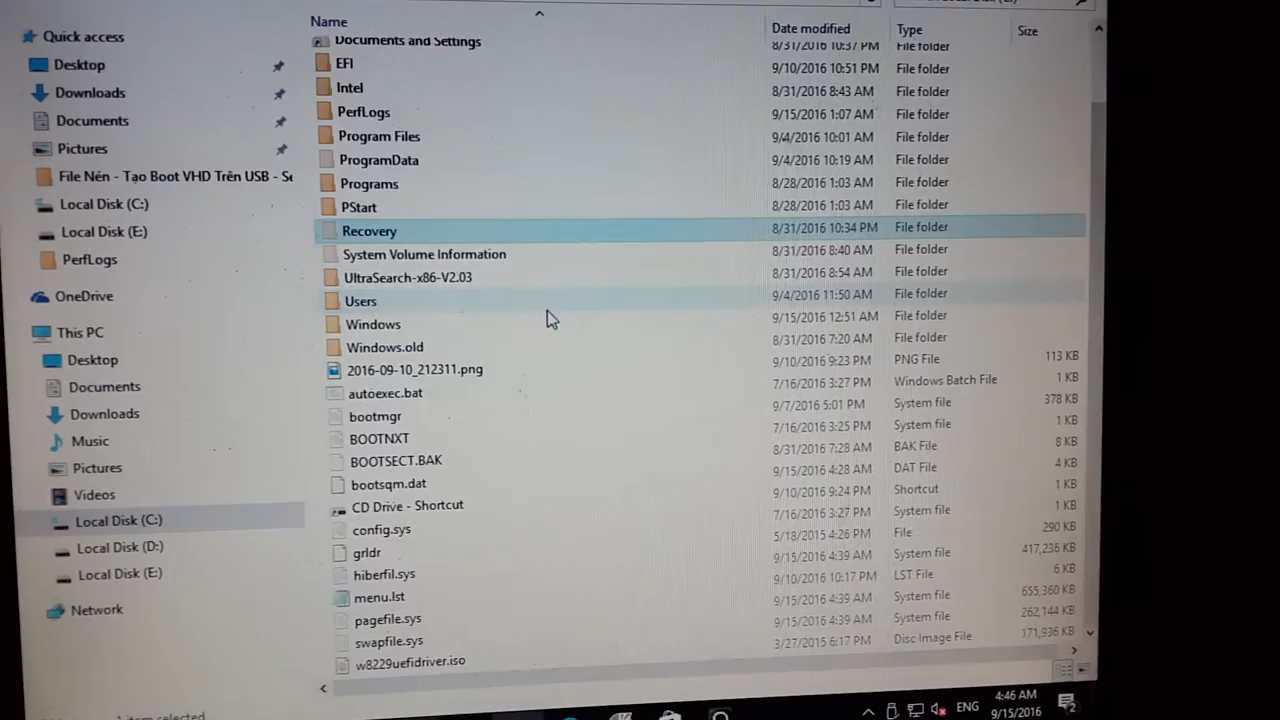 Name Date modified Type Size
Documents and Settings 8/31/2016 10:37 PM File folder
EFI 9/10/2016 10:51 PM File folder
Intel 8/31/2016 8:43 AM File folder
PerfLogs 9/15/2016 1:07 AM File folder
Program Files 9/4/2016 10:01 AM File folder
ProgramData 9/4/2016 10:19 AM File folder
Programs 8/28/2016 1:03 AM File folder
PStart 8/28/2016 1:03 AM File folder
Recovery 8/31/2016 10:34 PM File folder
System Volume Information 8/31/2016 8:40 AM File folder
UltraSearch-x86-V2.03 8/31/2016 8:54 AM File folder
Users 9/4/2016 11:50 AM File folder
Windows 9/15/2016 12:51 AM File folder
Windows.old 8/31/2016 7:20 AM File folder
2016-09-10_212311.png 9/10/2016 9:23 PM PNG File 113 KB
autoexec.bat 7/16/2016 3:27 PM Windows Batch File 1 KB
bootmgr 9/7/2016 5:01 PM System file 378 KB
BOOTNXT 7/16/2016 3:25 PM System file 1 KB
BOOTSECT.BAK 8/31/2016 7:28 AM BAK File 8 KB
bootsqm.dat 9/15/2016 4:28 AM DAT File 4 KB
CD Drive - Shortcut 9/10/2016 9:24 PM Shortcut 1 KB
config.sys 7/16/2016 3:27 PM System file 1 KB
grldr 5/18/2015 4:26 PM File 290 KB
hiberfil.sys 9/15/2016 4:39 AM System file 417,236 KB
menu.lst 9/10/2016 10:17 PM LST File 6 KB
pagefile.sys 9/15/2016 4:39 AM System file 655,360 KB
swapfile.sys 9/15/2016 4:39 AM System file 262,144 KB
w8229uefidriver.iso 3/27/2015 6:17 PM Disc Image File 371,936 KB
Quick access
Desktop
Downloads
Documents
Pictures
File Nén - Tạo Boot VHD Trên USB - Se
Local Disk (C:)
Local Disk (E:)
PerfLogs
OneDrive
This PC
Desktop
Documents
Downloads
Music
Pictures
Videos
Local Disk (C:)
Local Disk (D:)
Local Disk (E:)
Network
1 item selected
ENG
4:46 AM
9/15/2016
2